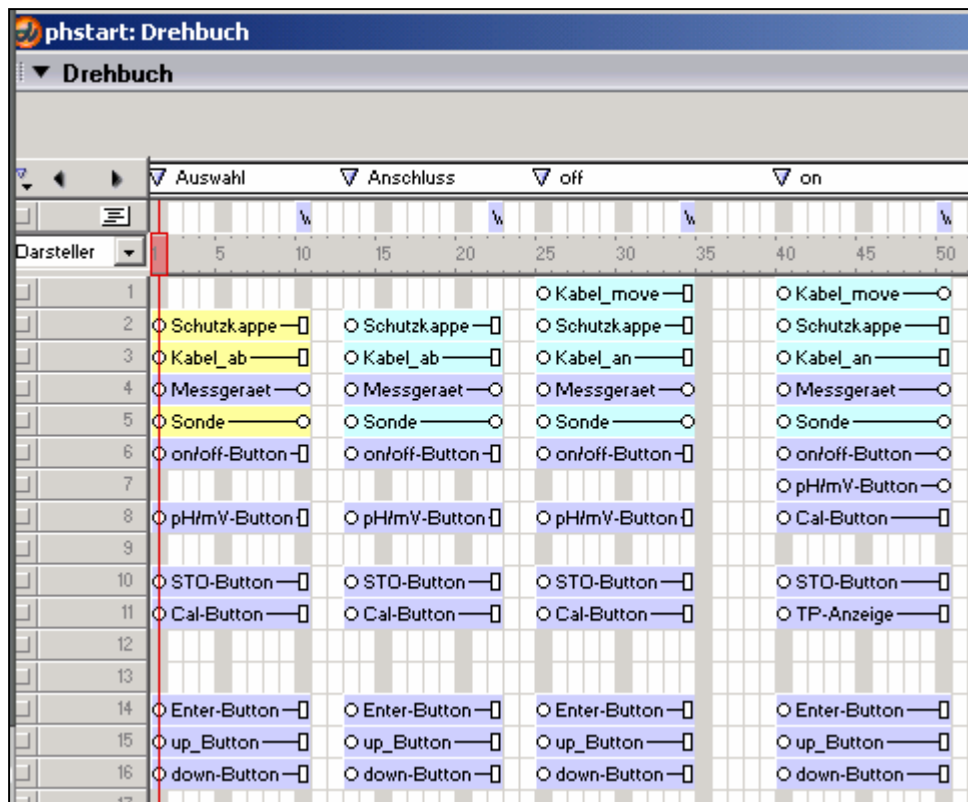 phstart: Drehbuch
Drehbuch
Auswahl Anschluss off on
Darsteller 1 5 10 15 20 25 30 35 40 45 50
1 Kabel_move Kabel_move
2 Schutzkappe Schutzkappe Schutzkappe Schutzkappe
3 Kabel_ab Kabel_ab Kabel_an Kabel_an
4 Messgeraet Messgeraet Messgeraet Messgeraet
5 Sonde Sonde Sonde Sonde
6 on/off-Button on/off-Button on/off-Button on/off-Button
7 pH/mV-Button
8 pH/mV-Button pH/mV-Button pH/mV-Button Cal-Button
9
10 STO-Button STO-Button STO-Button STO-Button
11 Cal-Button Cal-Button Cal-Button TP-Anzeige
12
13
14 Enter-Button Enter-Button Enter-Button Enter-Button
15 up_Button up_Button up_Button up_Button
16 down-Button down-Button down-Button down-Button
17